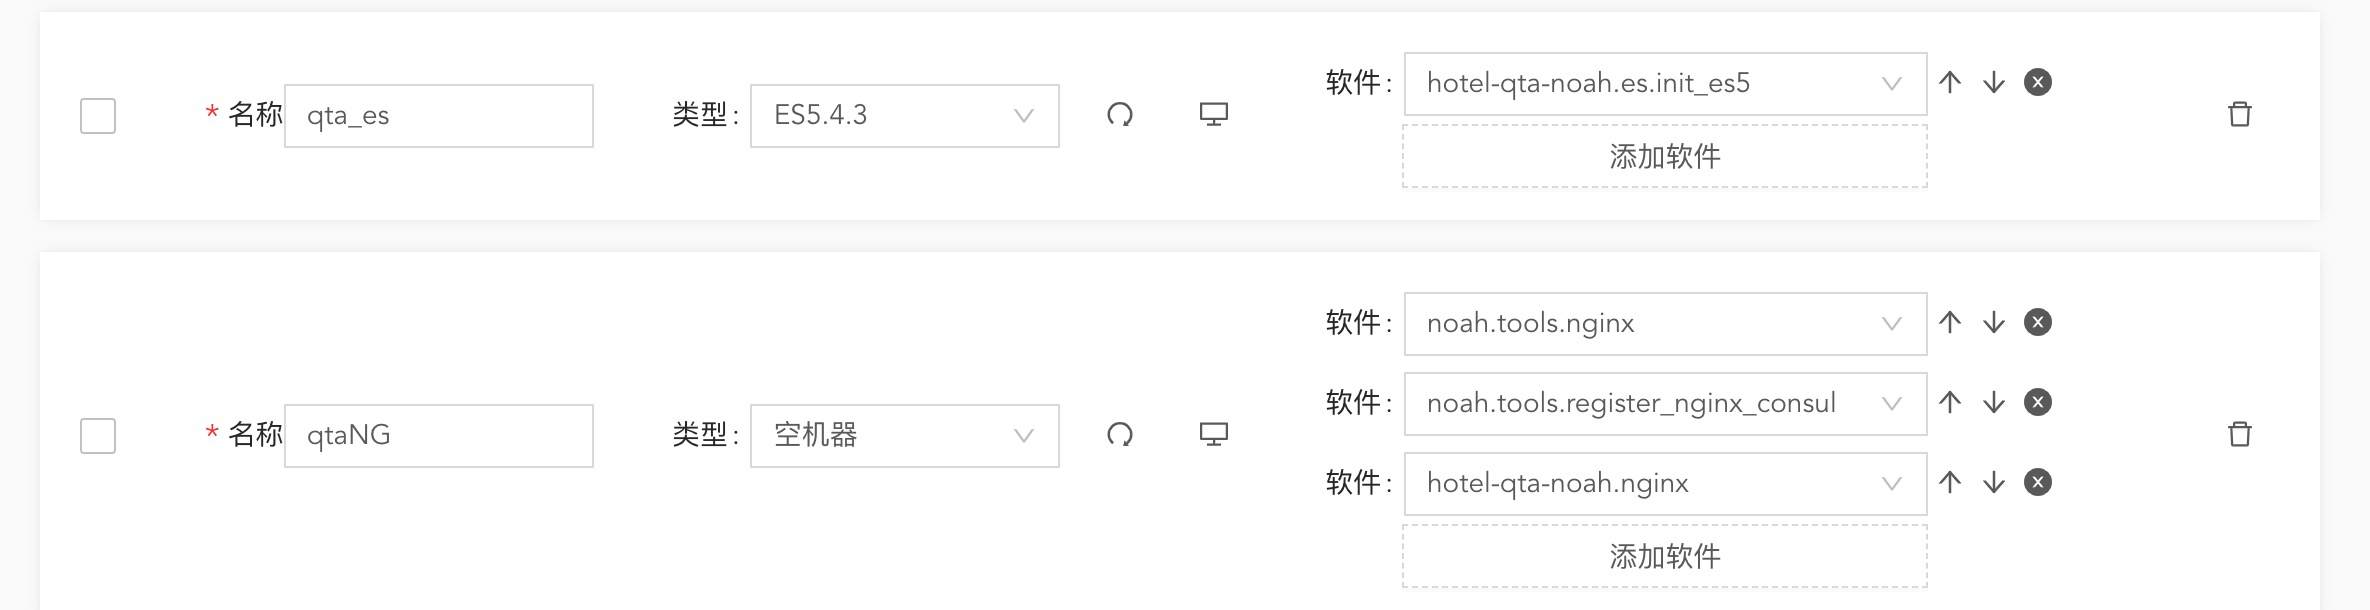 软件: hotel-qta-noah.es.init_es5
* 名称 qta_es 类型: ES5.4.3
添加软件
软件: noah.tools.nginx
软件: noah.tools.register_nginx_consul
* 名称 qtaNG 类型: 空机器
软件: hotel-qta-noah.nginx
添加软件